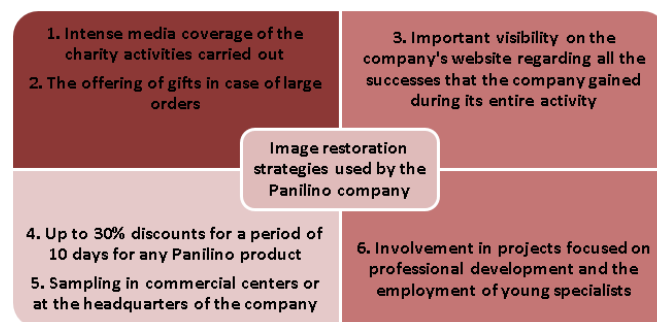 1. Intense media coverage of the
charity activities carried out
2. The offering of gifts in case of large
orders
3. Important visibility on the
company's website regarding all the
successes that the company gained
during its entire activity
Image restoration
strategies used by the
Panilino company
4. Up to 30% discounts for a period of
10 days for any Panilino product
5. Sampling in commercial centers or
at the headquarters of the company
6. Involvement in projects focused on
professional development and the
employment of young specialists